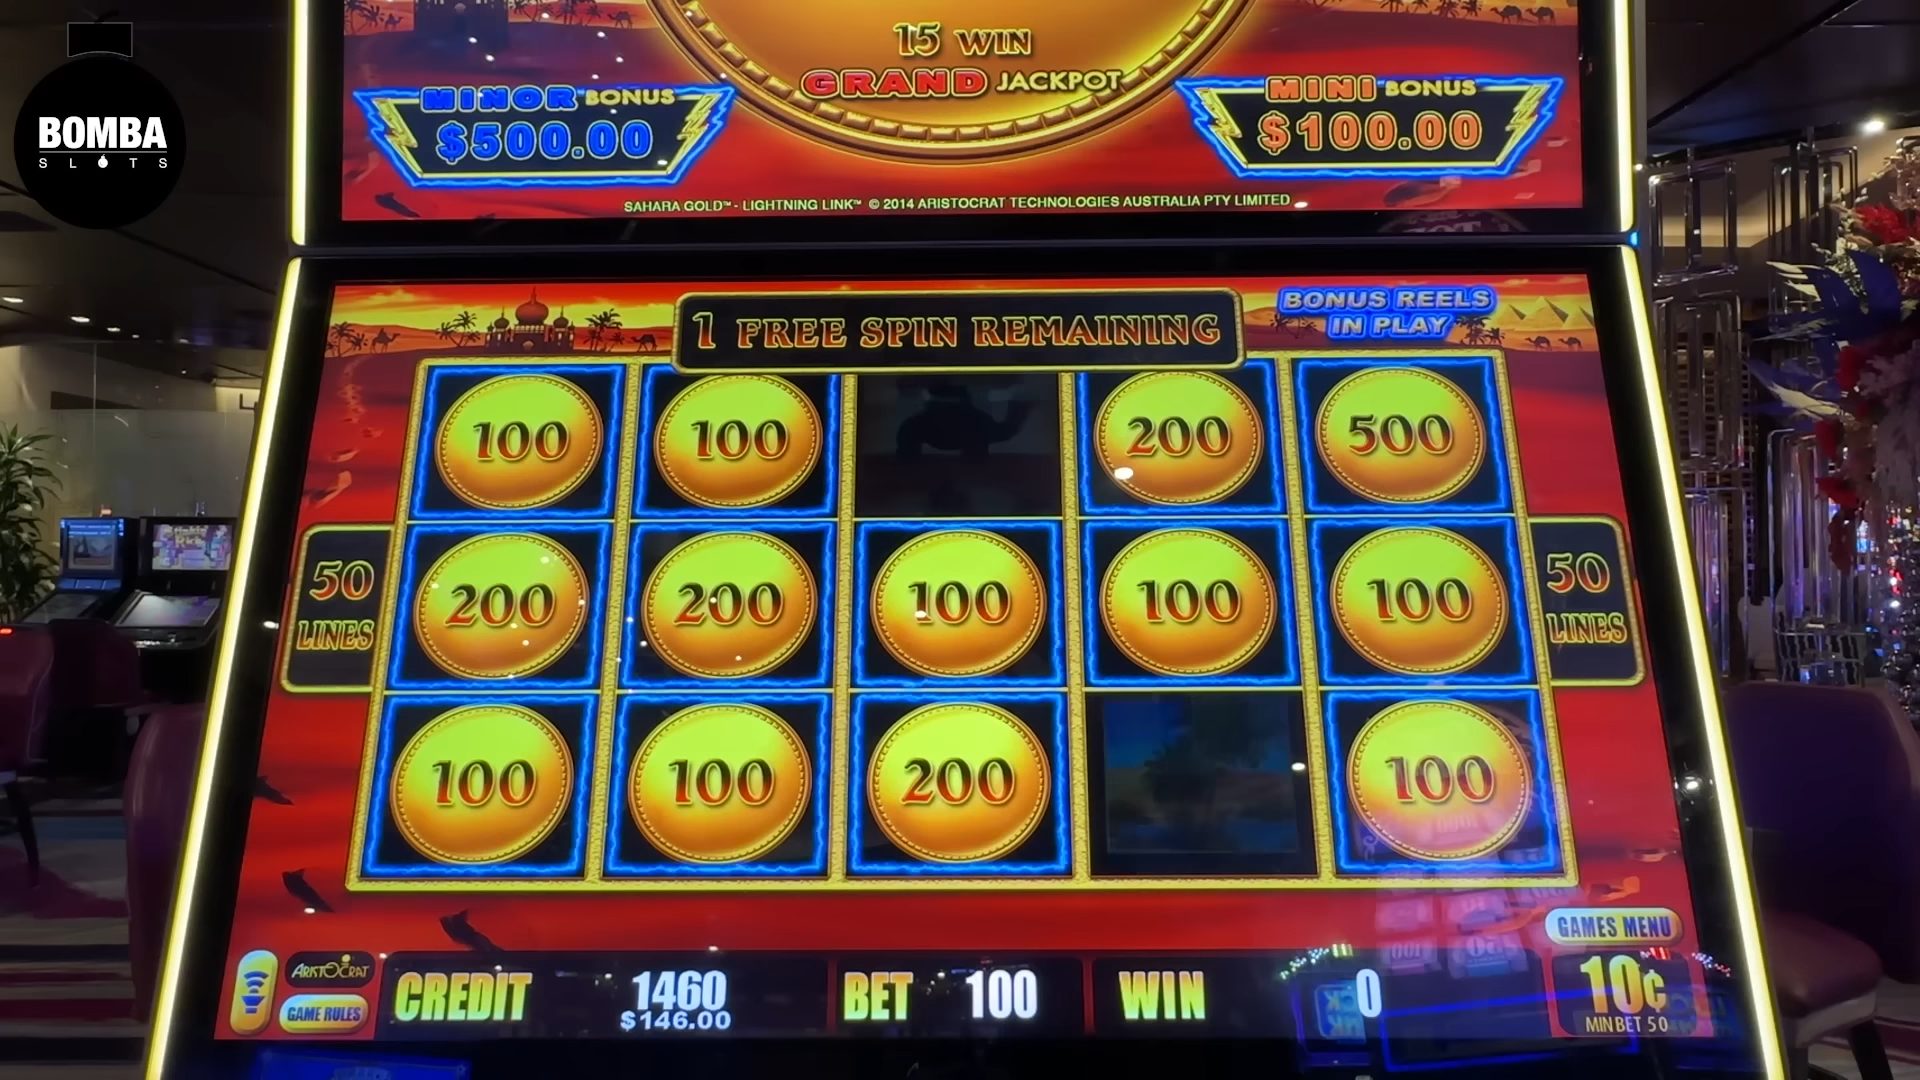 BOMBA
SLOTS
15 WIN
GRAND JACKPOT
MINOR BONUS
$500.00
MINI BONUS
$100.00
SAHARA GOLD™ - LIGHTNING LINK™ © 2014 ARISTOCRAT TECHNOLOGIES AUSTRALIA PTY LIMITED
1 FREE SPIN REMAINING
BONUS REELS
IN PLAY
100 100 200 500
50
LINES
200 200 100 100 100
50
LINES
100 100 200 100
GAMES MENU
ARISTOCRAT
GAME RULES
CREDIT 1460
$146.00
BET 100
WIN 0
10¢
MIN BET 50